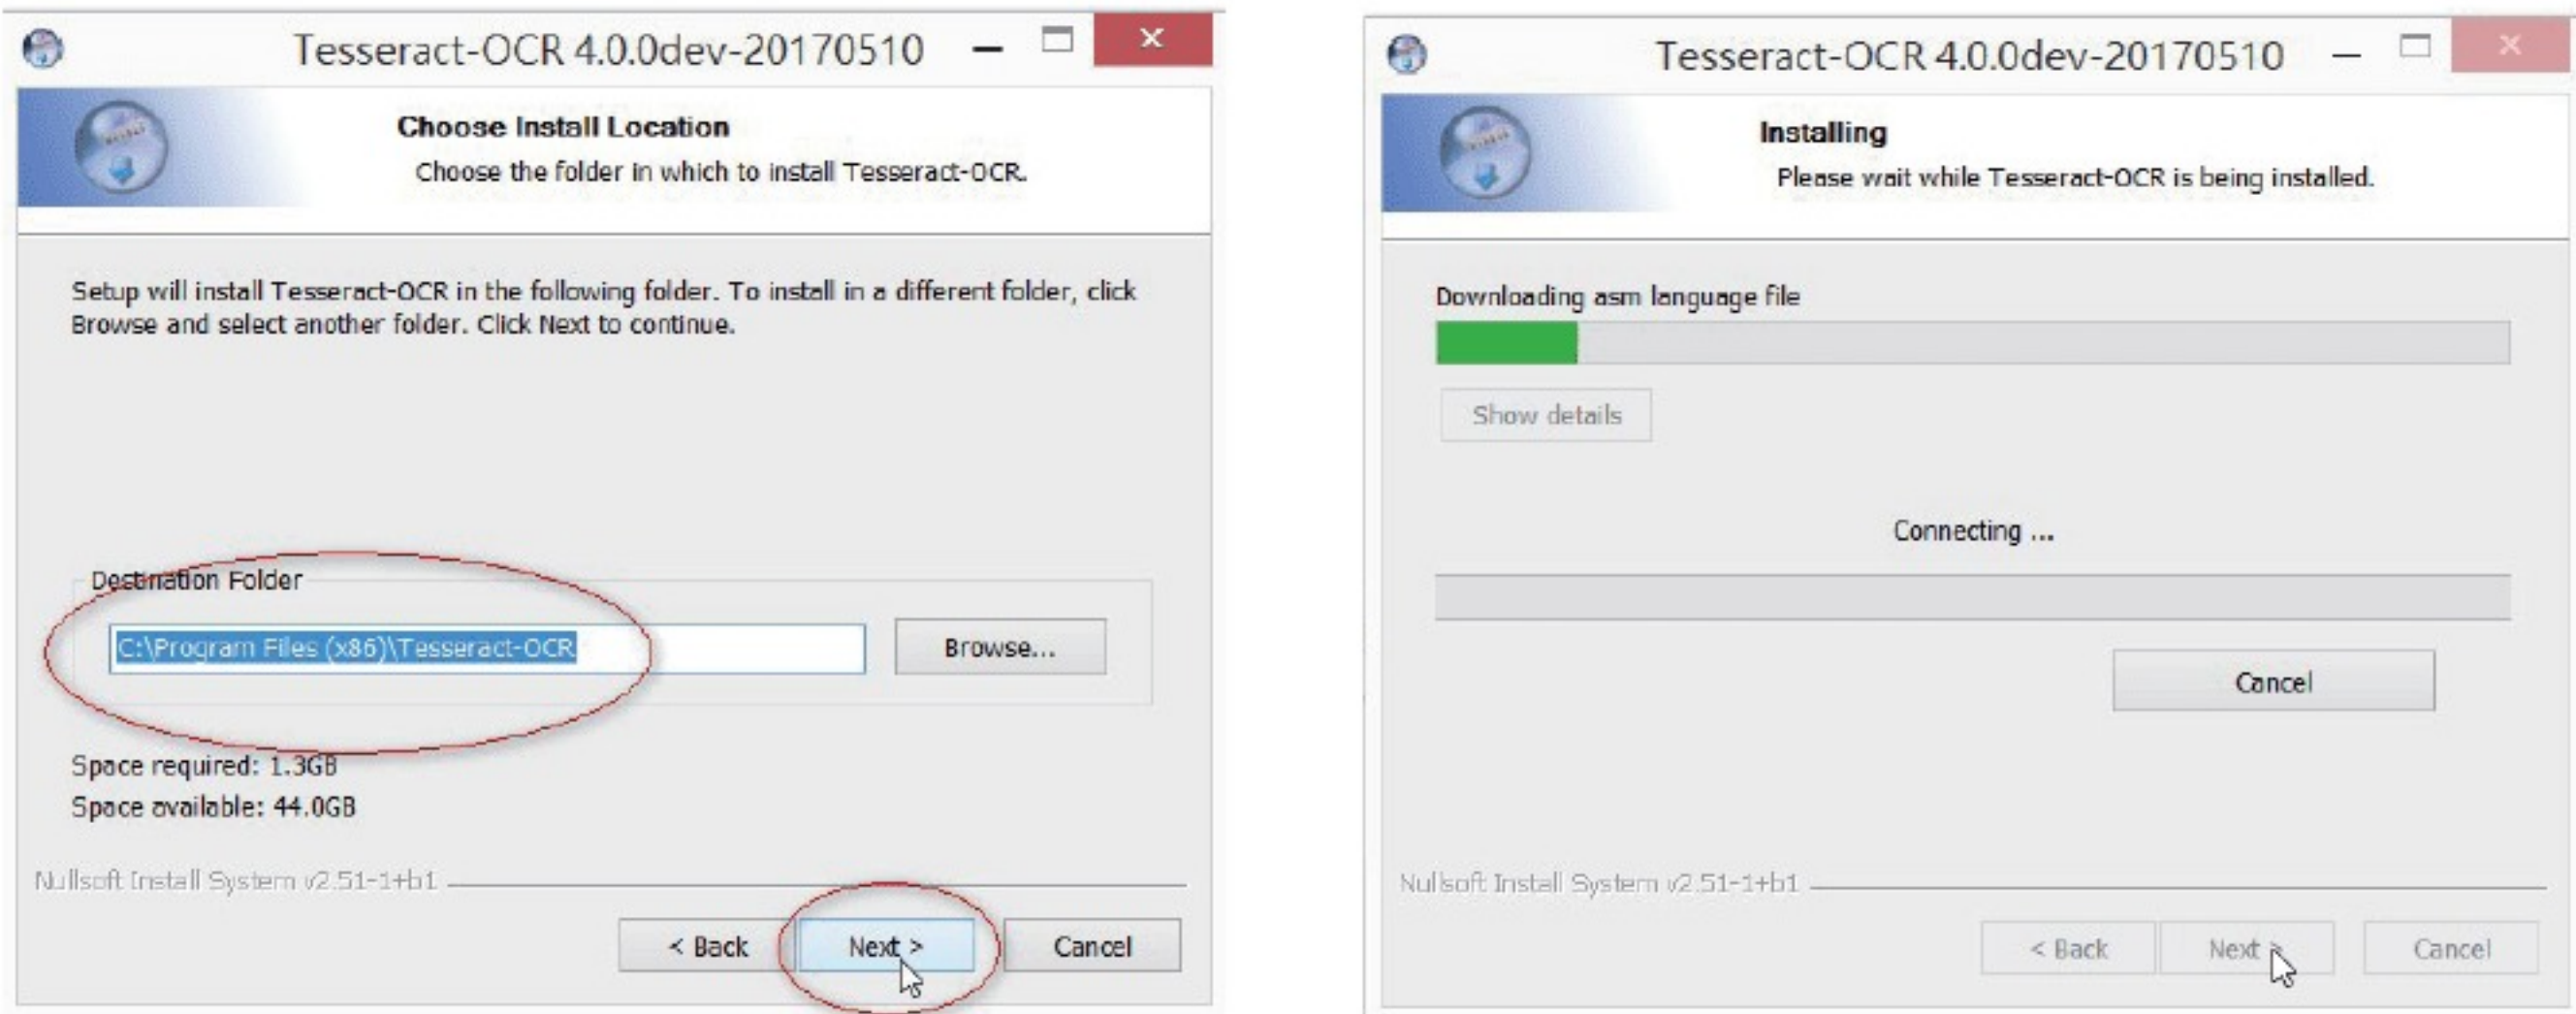 Tesseract-OCR 4.0.0dev-20170510
Choose Install Location
Choose the folder in which to install Tesseract-OCR.
Setup will install Tesseract-OCR in the following folder. To install in a different folder, click
Browse and select another folder. Click Next to continue.
Destination Folder
C:\Program Files (x86)\Tesseract-OCR
Browse...
Space required: 1.3GB
Space available: 44.0GB
Nullsoft Install System v2.51-1+b1
< Back
Next >
Cancel
Tesseract-OCR 4.0.0dev-20170510
Installing
Please wait while Tesseract-OCR is being installed.
Downloading asm language file
Show details
Connecting ...
Cancel
Nullsoft Install System v2.51-1+b1
< Back
Next >
Cancel